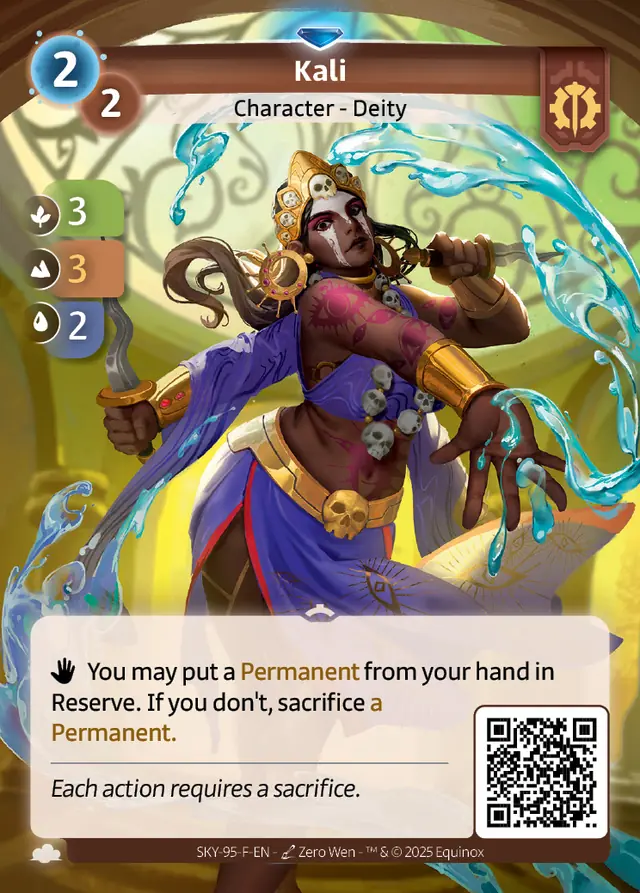 2
Kali
2
Character - Deity
3
3
2
You may put a Permanent from your hand in
Reserve. If you don't, sacrifice a
Permanent.
Each action requires a sacrifice.
SKY-95-F-EN - Zero Wen - ™ & © 2025 Equinox